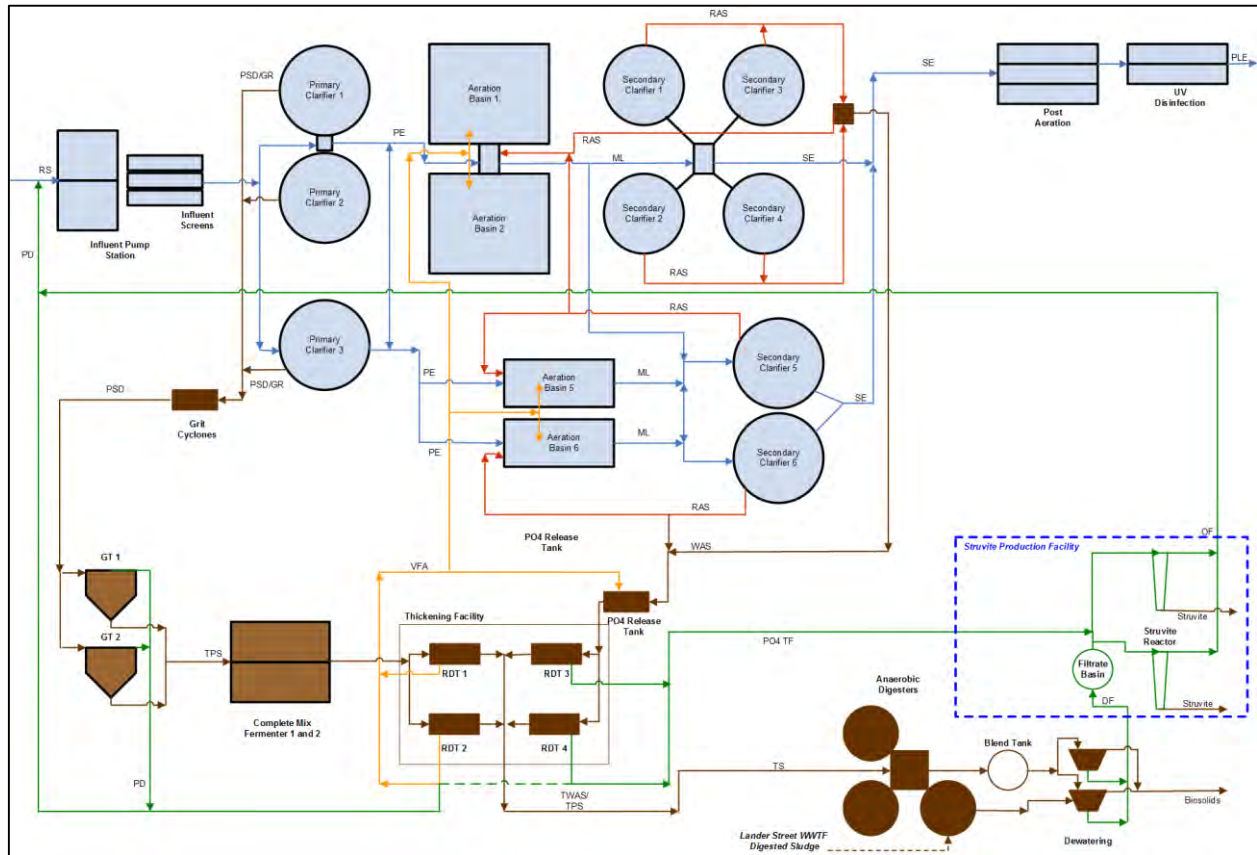 RAS
PSD/GR
Primary
Clarifier 1
Aeration
Basin 1
Secondary
Clarifier 1
Secondary
Clarifier 3
SE
PLE
UV
Disinfection
Post
Aeration
PE
RAS
RS
ML
SE
Primary
Clarifier 2
Aeration
Basin 2
Secondary
Clarifier 2
Secondary
Clarifier 4
Influent
Screens
Influent Pump
Station
PD
RAS
RAS
Primary
Clarifier 3
PSD/GR
PE
Aeration
Basin 5
ML
Secondary
Clarifier 5
PSD
SE
Grit
Cyclones
Aeration
Basin 6
ML
Secondary
Clarifier 6
PE
RAS
PO4 Release
Tank
WAS
Struvite Production Facility
OF
GT 1
VFA
PO4 Release
Tank
Thickening Facility
Struvite
PO4 TF
Struvite
Reactor
GT 2
TPS
RDT 1
RDT 3
Filtrate
Basin
Anaerobic
Digesters
Struvite
DF
Complete Mix
Fermenter 1 and 2
RDT 2
RDT 4
Blend Tank
TS
PD
TWAS/
TPS
Biosolids
Dewatering
Lander Street WWTF
Digested Sludge